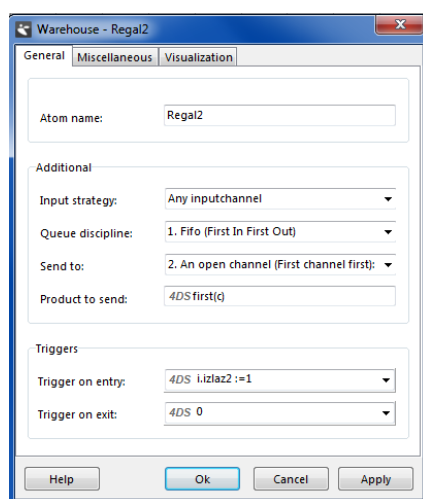 Warehouse - Regal2
General Miscellaneous Visualization
Atom name: Regal2
Additional
Input strategy: Any inputchannel
Queue discipline: 1. Fifo (First In First Out)
Send to: 2. An open channel (First channel first):
Product to send: 4DS first(c)
Triggers
Trigger on entry: 4DS i.izlaz2 :=1
Trigger on exit: 4DS 0
Help Ok Cancel Apply